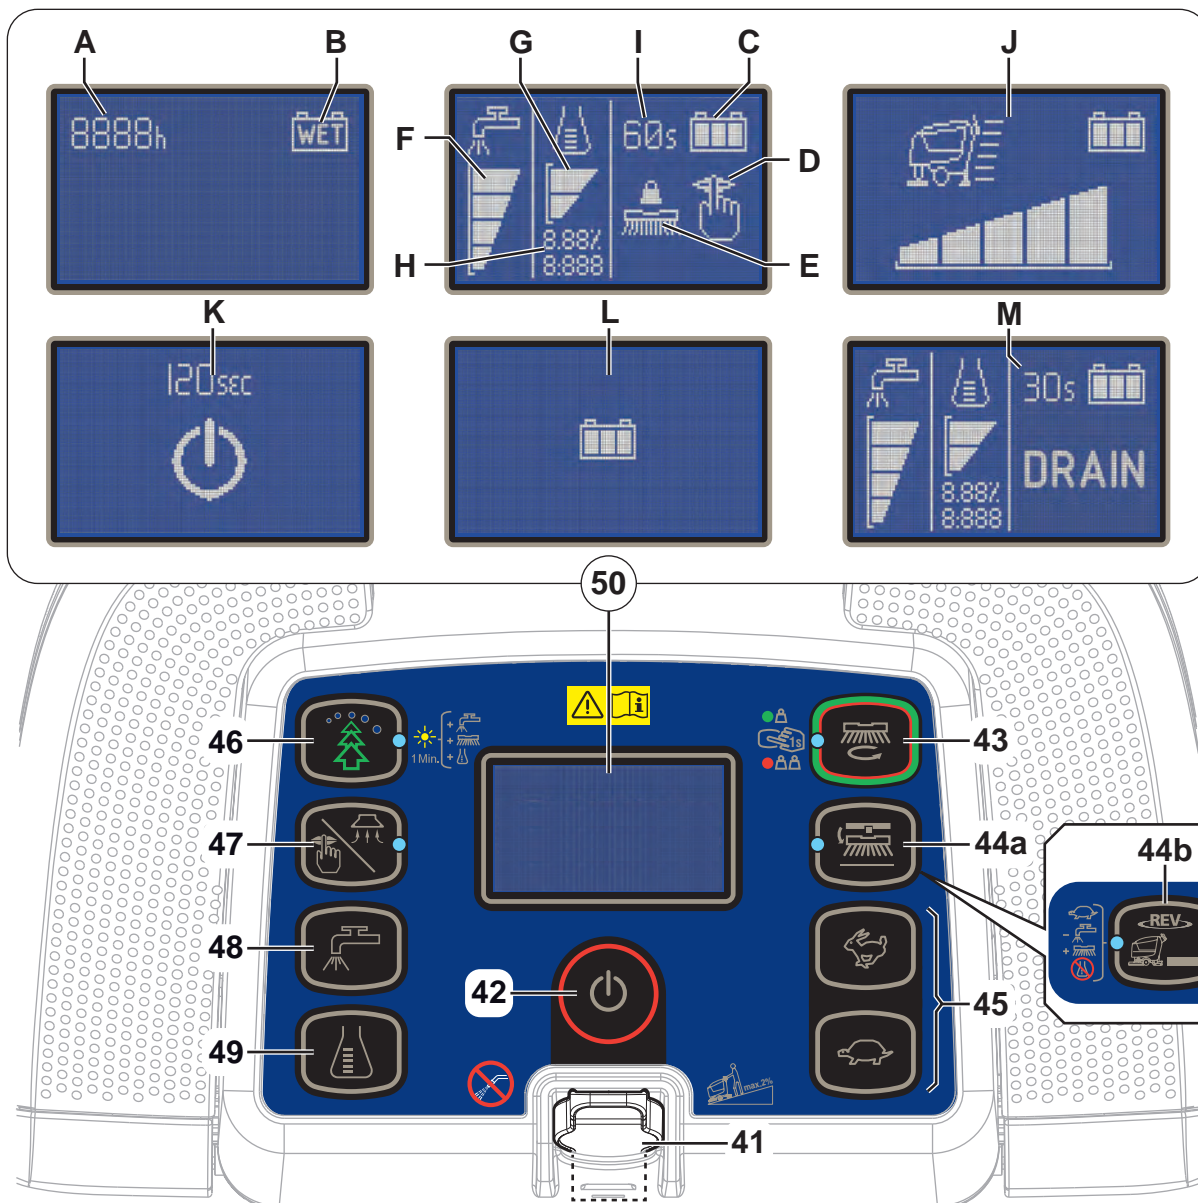 A B G I C J
8888h WET
60s
F
D
H 8.88% E
8:888
K L M
120SEC
30s
DRAIN
8.88%
8:888
50
46 1 Min. + + + i 1s 43
47 44a 44b
REV
- +
48
42 45
49
max.2%
41